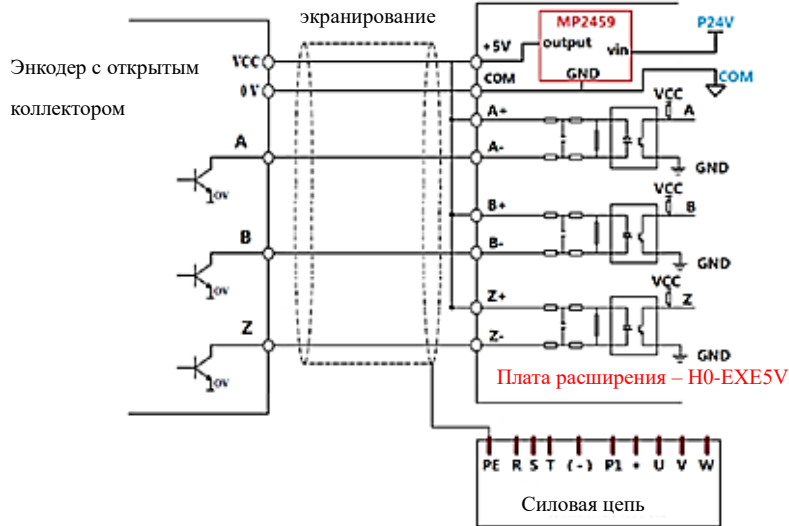 экранирование
MP2459
P24V
+5V
output
vin
Энкодер с открытым
коллектором
VCC
COM
GND
COM
0 V
A+
VCC
A
A
A-
GND
0V
VCC
B+
B
B
B-
GND
0V
VCC
Z+
Z
Z
Z-
GND
0V
Плата расширения – H0-EXE5V
PE R S T (-) P1 + U V W
Силовая цепь